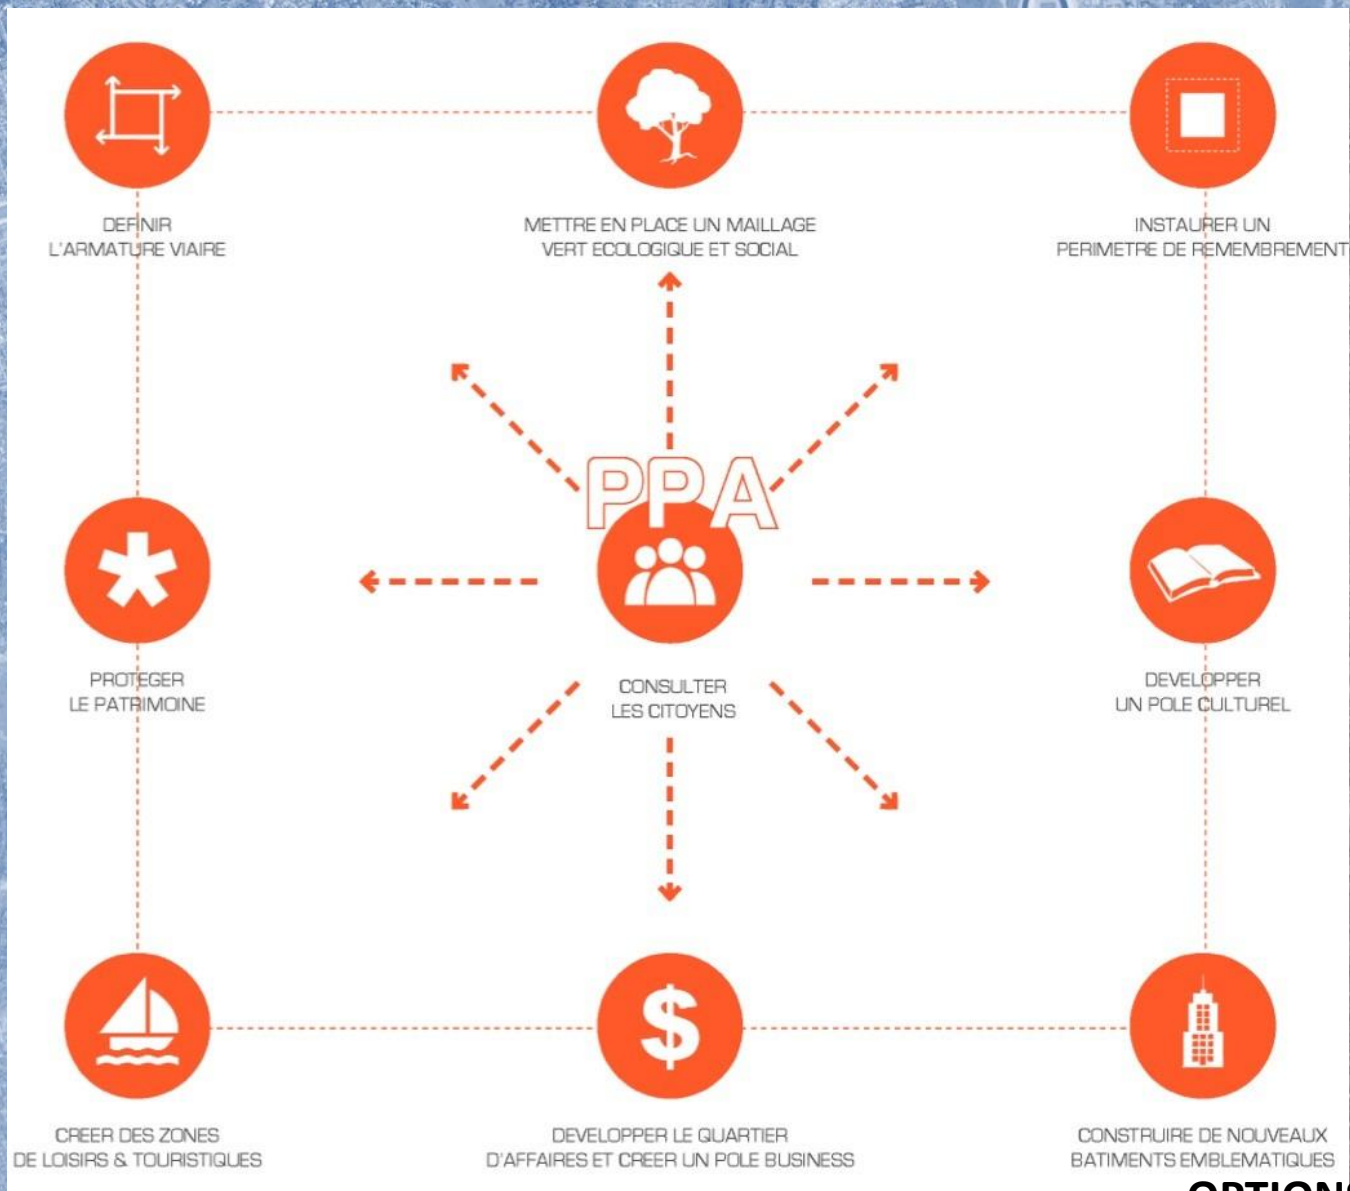 DEFINIR
L'ARMATURE VIAIRE
METTRE EN PLACE UN MAILLAGE
VERT ECOLOGIQUE ET SOCIAL
INSTAURER UN
PERIMETRE DE REMEMBREMENT
PPA
PROTEGER
LE PATRIMOINE
CONSULTER
LES CITOYENS
DEVELOPPER
UN POLE CULTUREL
$
CREER DES ZONES
DE LOISIRS & TOURISTIQUES
DEVELOPPER LE QUARTIER
D'AFFAIRES ET CREER UN POLE BUSINESS
CONSTRUIRE DE NOUVEAUX
BATIMENTS EMBLEMATIQUES